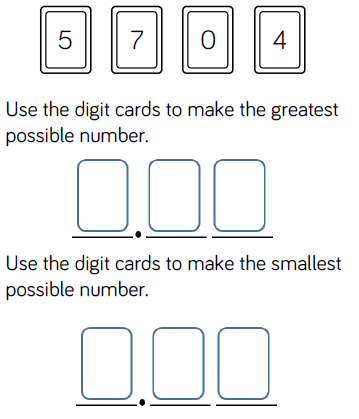 5 7 0 4
Use the digit cards to make the greatest
possible number.
.
Use the digit cards to make the smallest
possible number.
.